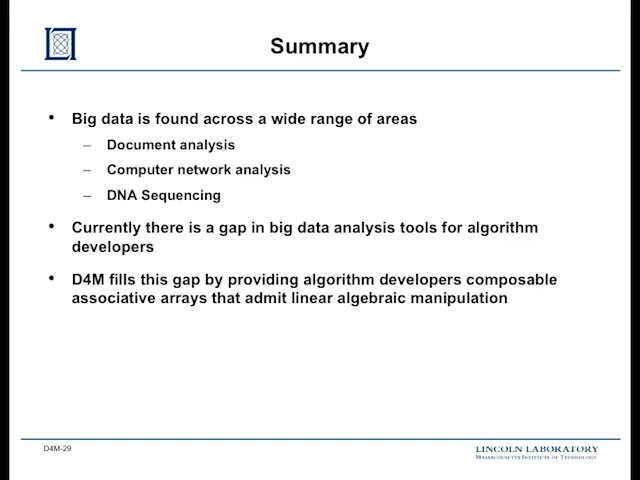 Summary
• Big data is found across a wide range of areas
– Document analysis
– Computer network analysis
– DNA Sequencing
• Currently there is a gap in big data analysis tools for algorithm
developers
• D4M fills this gap by providing algorithm developers composable
associative arrays that admit linear algebraic manipulation
D4M-29
LINCOLN LABORATORY
MASSACHUSETTS INSTITUTE OF TECHNOLOGY